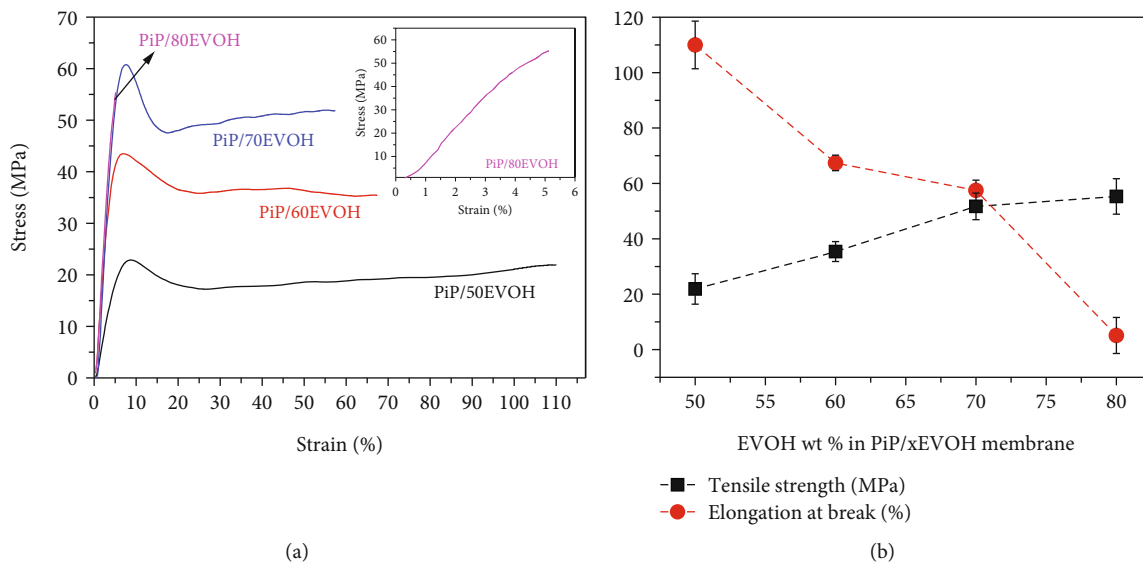 70
60
50
40
30
20
10
0
Stress (MPa)
0 10 20 30 40 50 60 70 80 90 100 110
Strain (%)
PiP/80EVOH
PiP/70EVOH
PiP/60EVOH
PiP/50EVOH
60
50
40
30
20
10
Stress (MPa)
PiP/80EVOH
0 1 2 3 4 5 6
Strain (%)
(a)
120
100
80
60
40
20
0
50 55 60 65 70 75 80
EVOH wt % in PiP/xEVOH membrane
Tensile strength (MPa)
Elongation at break (%)
(b)